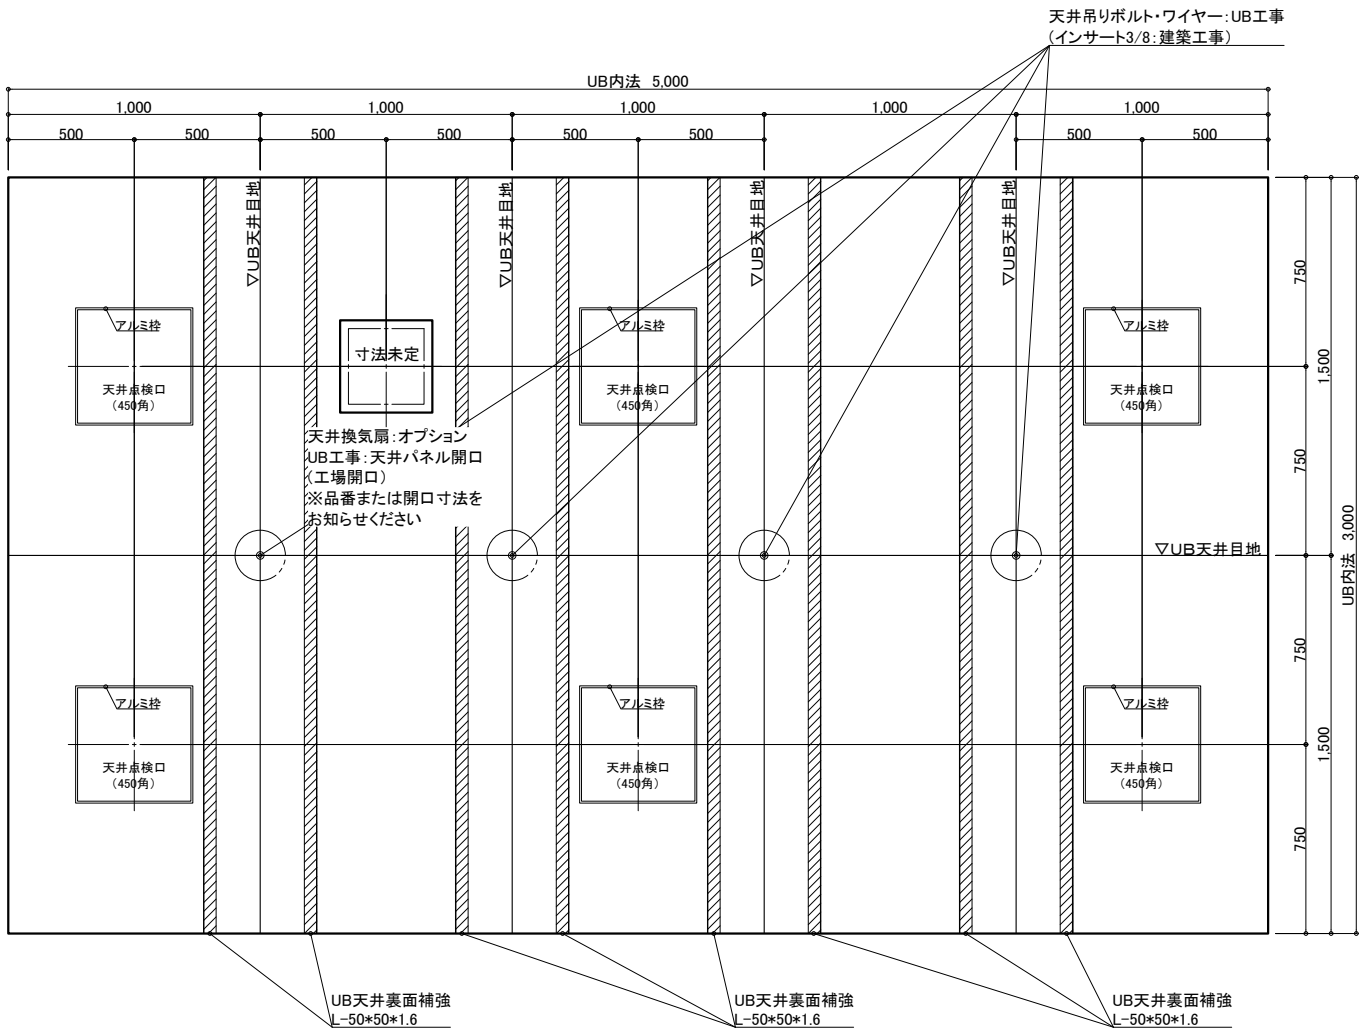 天井吊りボルト・ワイヤー:UB工事
(インサート3/8:建築工事)
UB内法 5,000
1,000
1,000
1,000
1,000
1,000
500
500
500
500
500
500
500
500
▽UB天井目地
▽UB天井目地
▽UB天井目地
▽UB天井目地
アルミ枠
天井点検口
(450角)
寸法未定
アルミ枠
天井点検口
(450角)
アルミ枠
天井点検口
(450角)
天井換気扇:オプション
UB工事:天井パネル開口
(工場開口)
※品番または開口寸法を
お知らせください
▽UB天井目地
アルミ枠
天井点検口
(450角)
アルミ枠
天井点検口
(450角)
アルミ枠
天井点検口
(450角)
750
750
750
750
1,500
1,500
UB内法 3,000
UB天井裏面補強
L-50*50*1.6
UB天井裏面補強
L-50*50*1.6
UB天井裏面補強
L-50*50*1.6